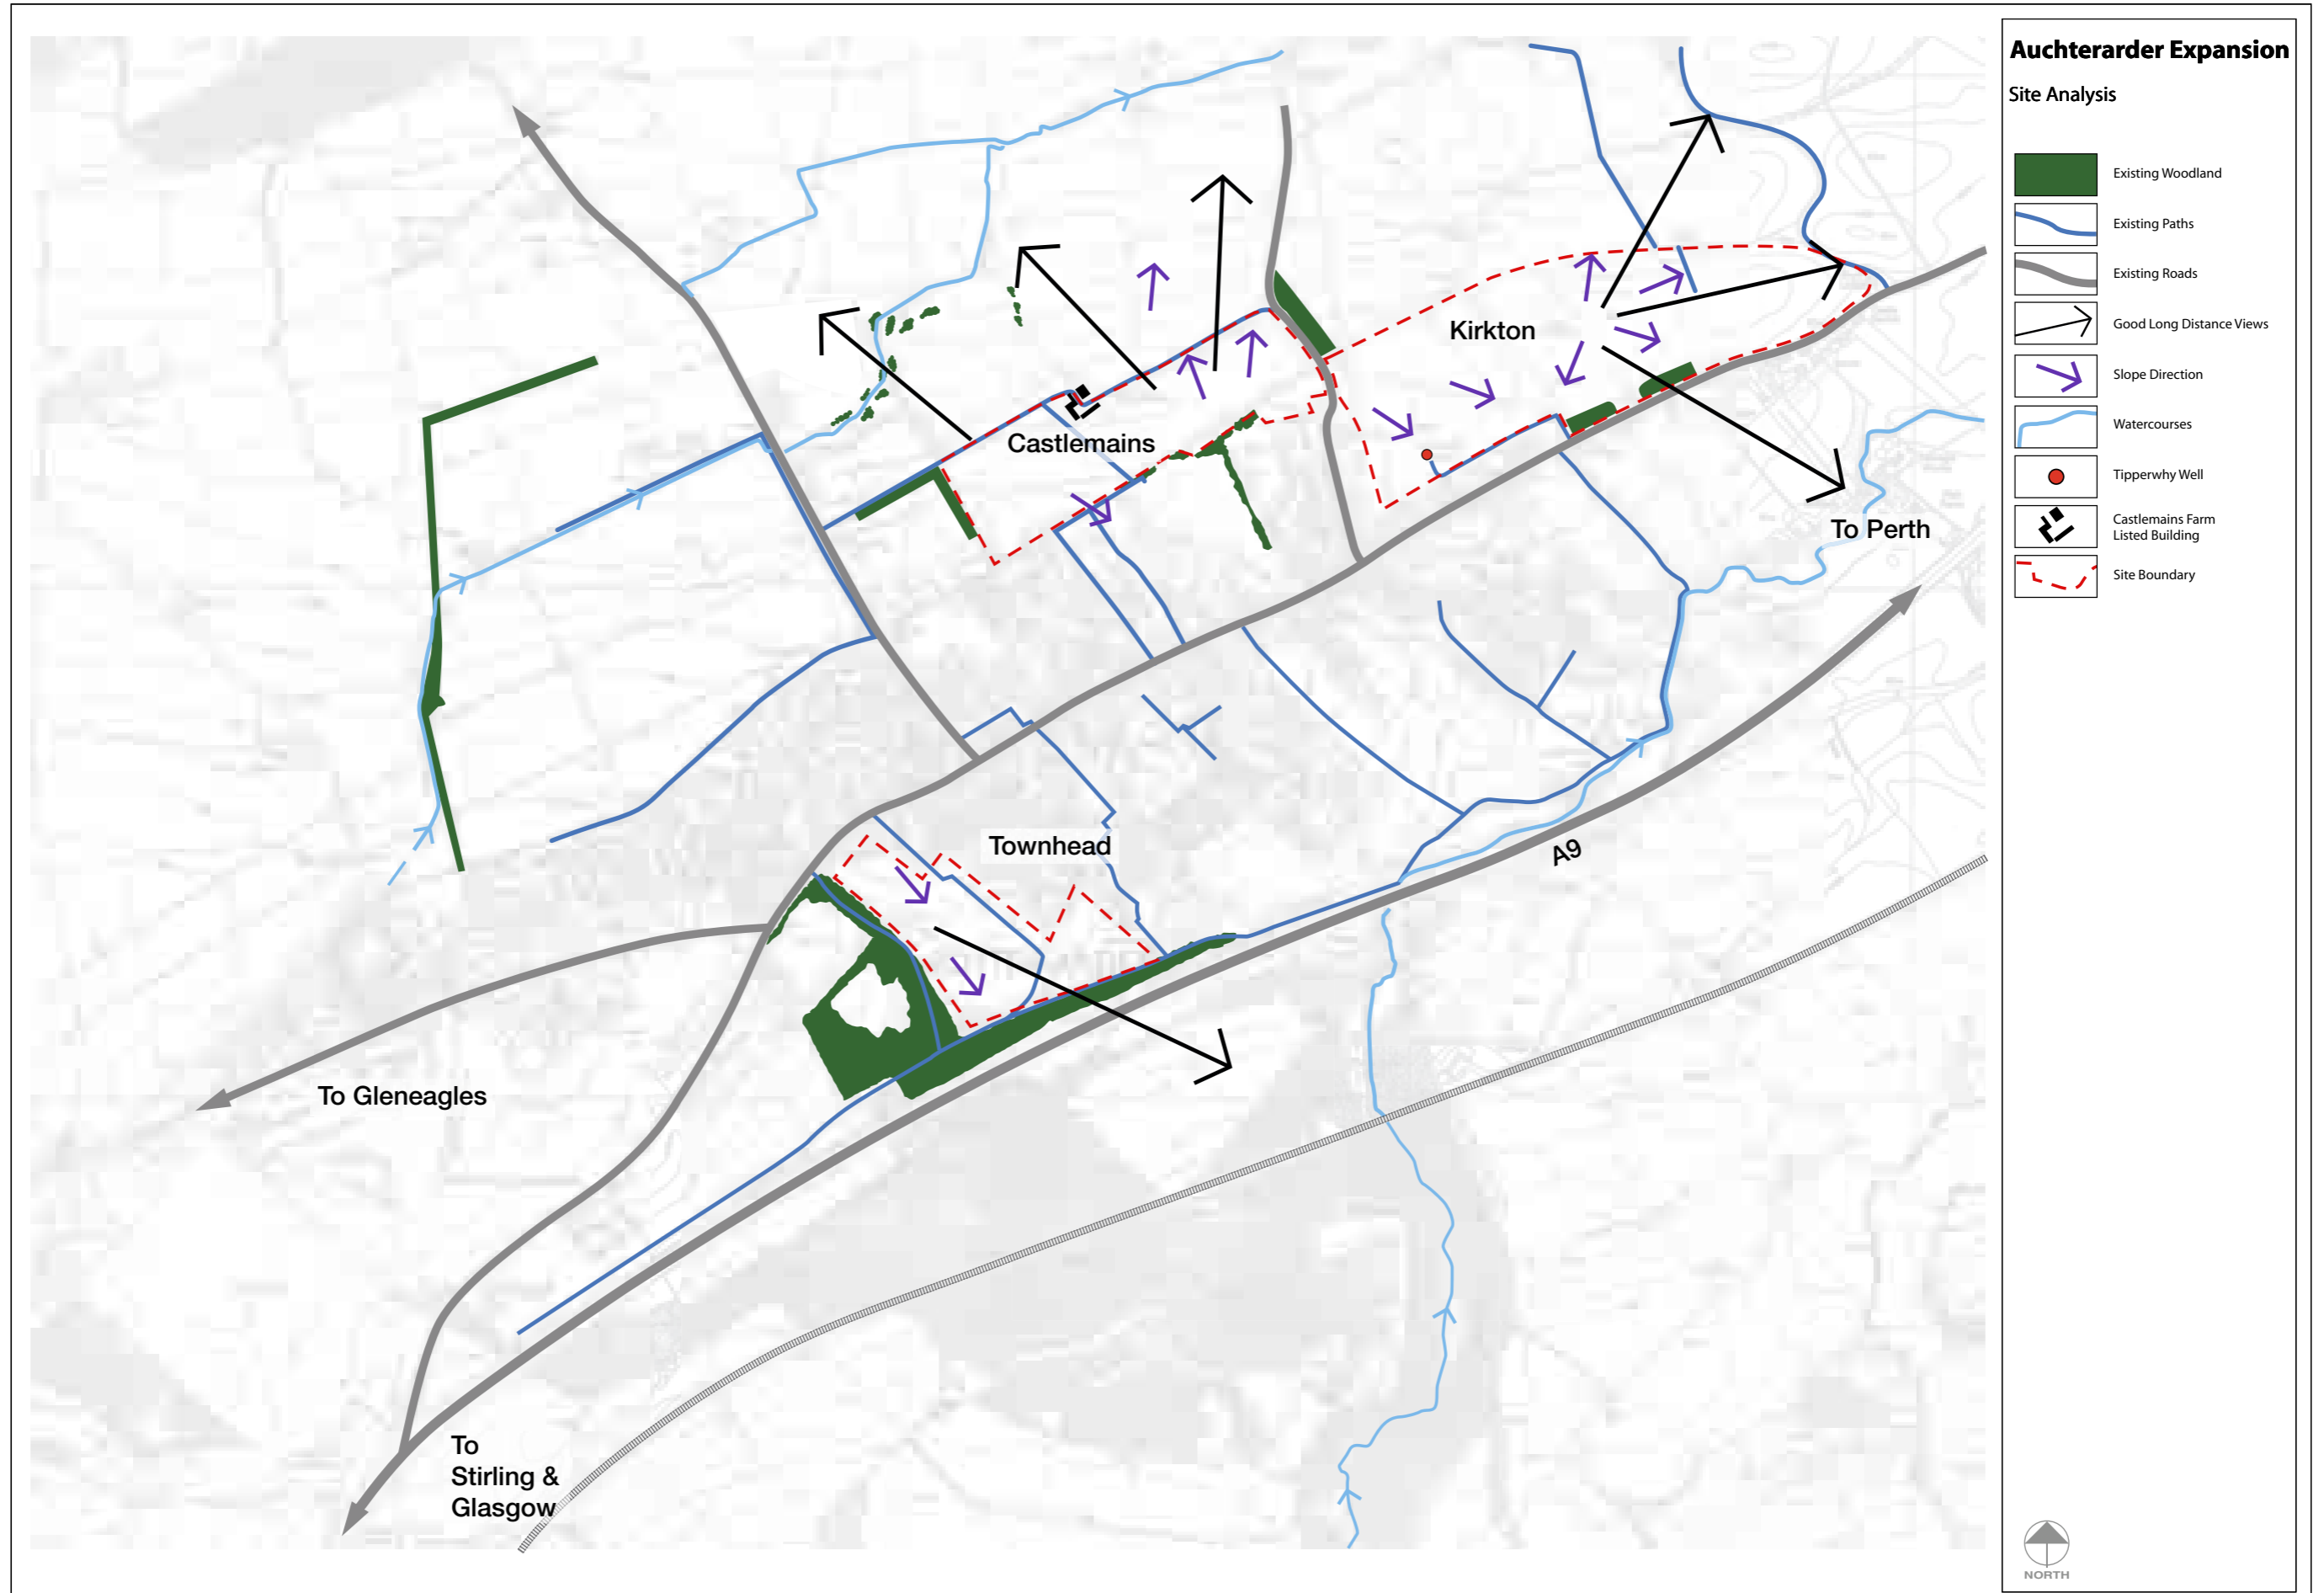 Auchterarder Expansion
Site Analysis
Existing Woodland
Existing Paths
Existing Roads
Good Long Distance Views
Slope Direction
Watercourses
Tipperwhy Well
Castlemains Farm
Listed Building
Site Boundary
Kirkton
Castlemains
To Perth
Townhead
A9
To Gleneagles
To
Stirling &
Glasgow
NORTH